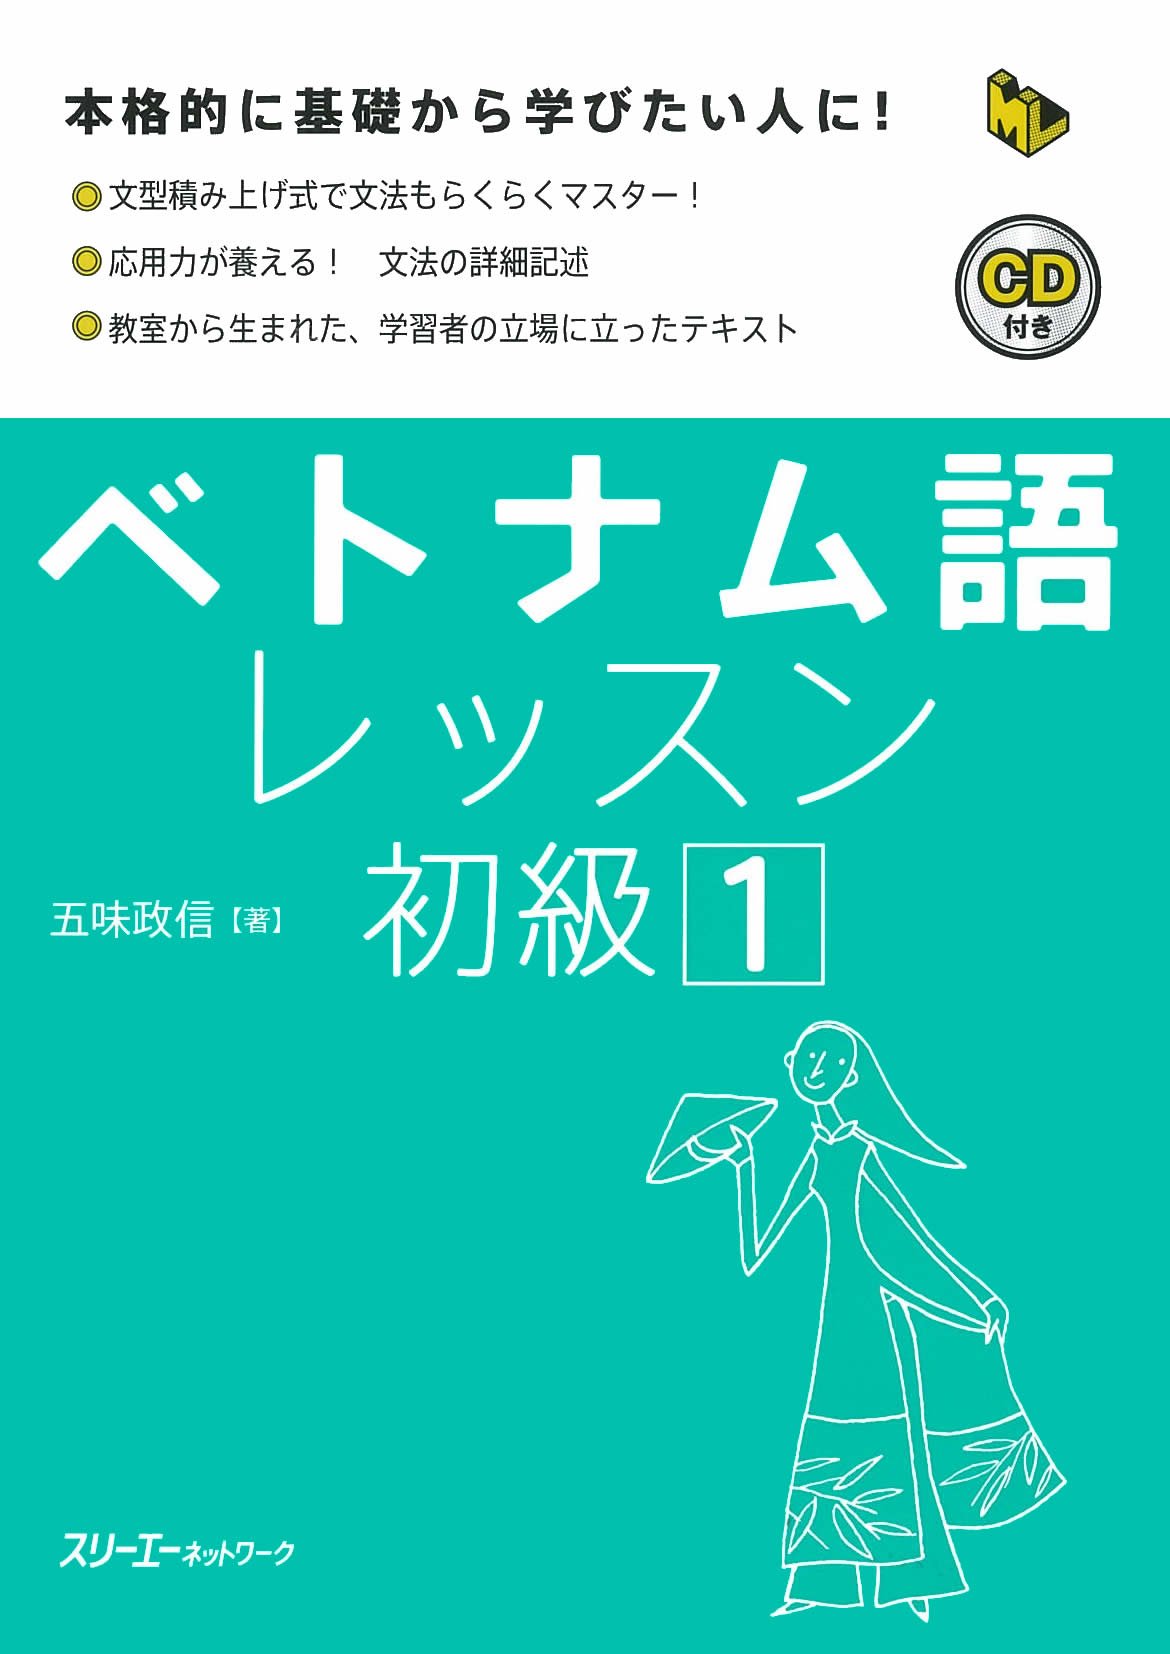 本格的に基礎から学びたい人に!
ML
◎文型積み上げ式で文法もらくらくマスター！
◎応用力が養える！　文法の詳細記述
◎教室から生まれた、学習者の立場に立ったテキスト
CD
付き
ベトナム語
レッスン
初級1
五味政信【著】
スリーエーネットワーク